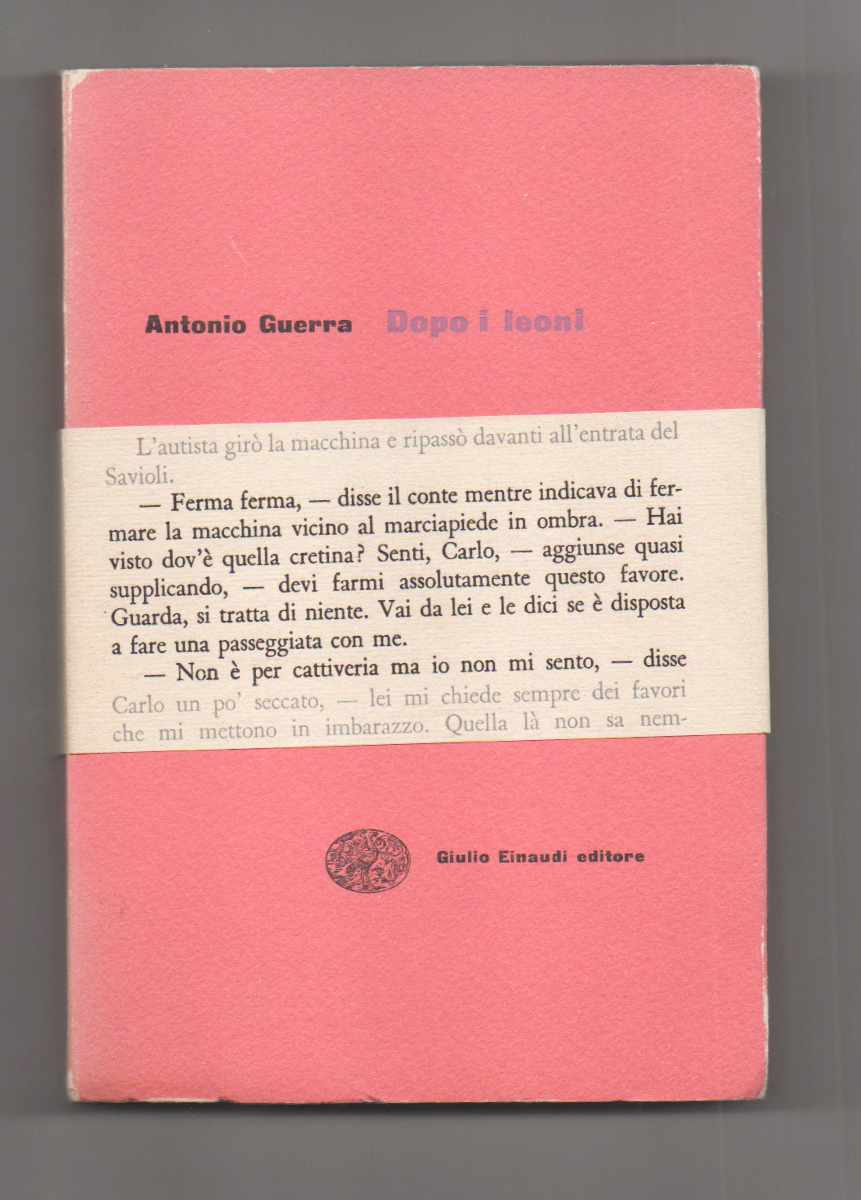 Antonio Guerra Dopo i leoni
L'autista girò la macchina e ripassò davanti all'entrata del
Savioli.
— Ferma ferma, — disse il conte mentre indicava di fer-
mare la macchina vicino al marciapiede in ombra. — Hai
visto dov'è quella cretina? Senti, Carlo, — aggiunse quasi
supplicando, — devi farmi assolutamente questo favore.
Guarda, si tratta di niente. Vai da lei e le dici se è disposta
a fare una passeggiata con me.
— Non è per cattiveria ma io non mi sento, — disse
Carlo un po' seccato, — lei mi chiede sempre dei favori
che mi mettono in imbarazzo. Quella là non sa nem-
Giulio Einaudi editore